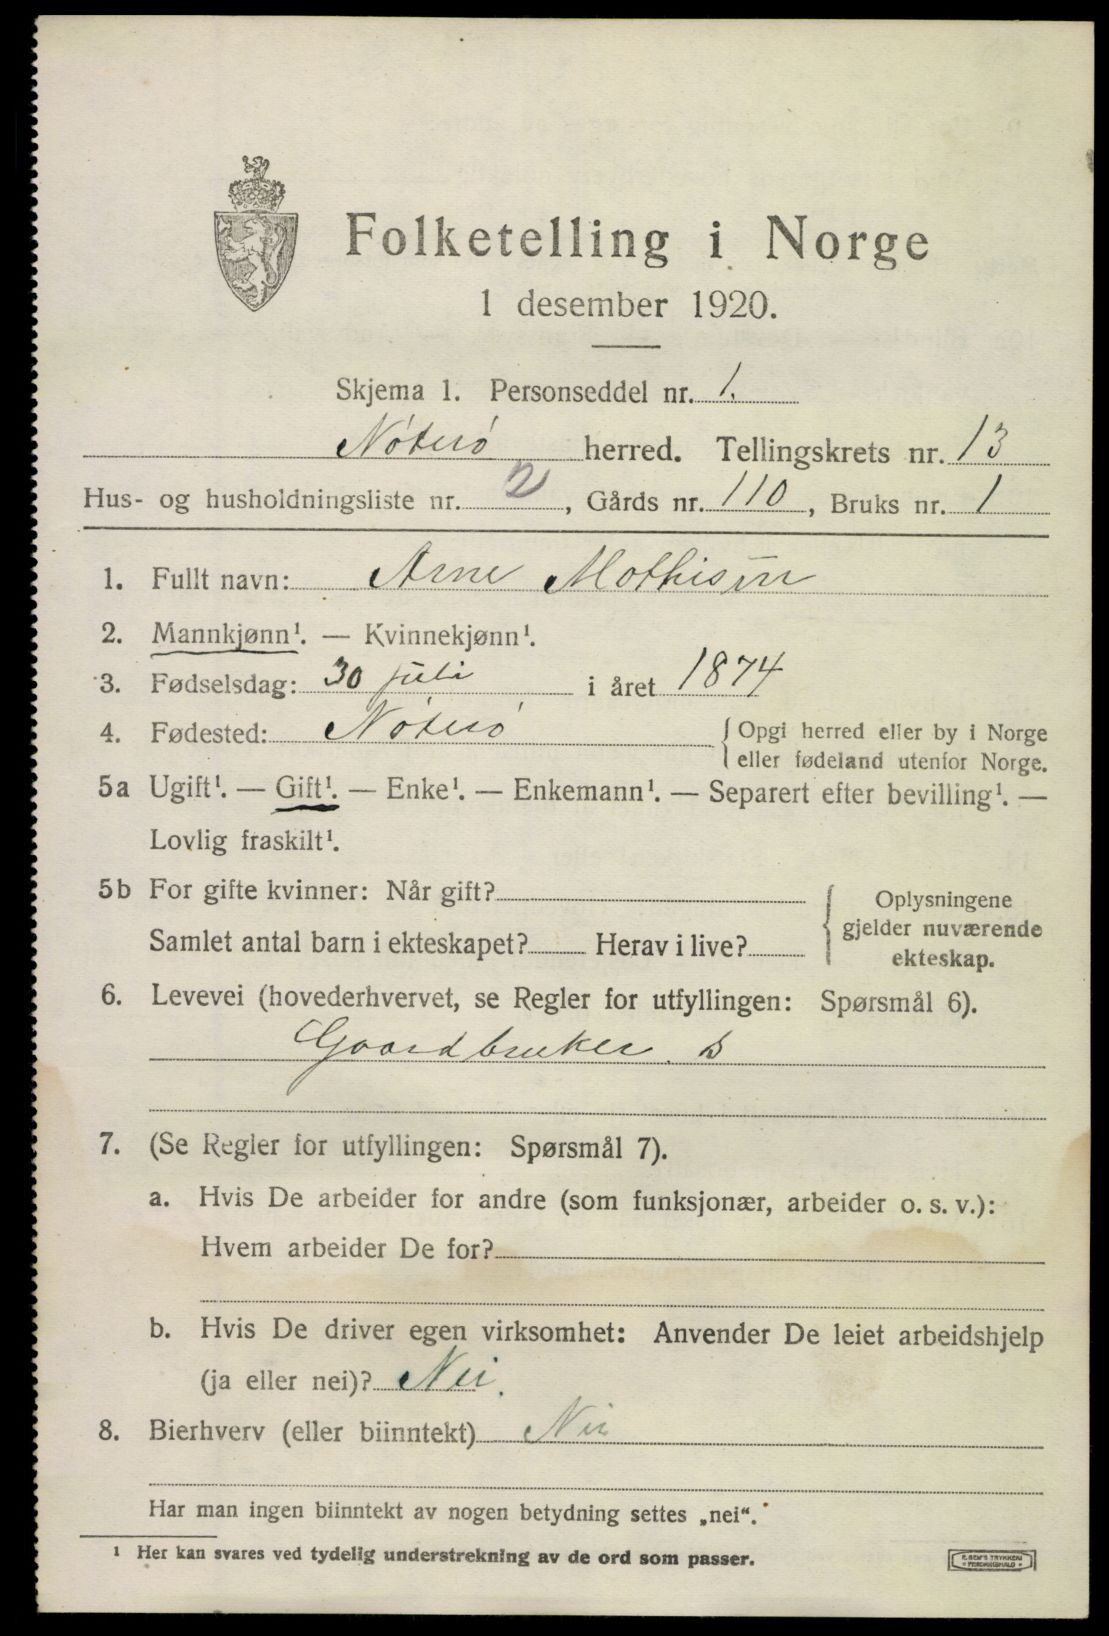 Folketelling i Norge
1 desember 1920.
Skjema 1. Personseddel nr. 1.
Nøterø herred. Tellingskrets nr. 13
Hus- og husholdningsliste nr. 2, Gårds nr. 110, Bruks nr. 1
1. Fullt navn: Arne Mathisen
2. Mannkjønn¹. — Kvinnekjønn¹.
3. Fødselsdag: 30 juli i året 1874
4. Fødested: Nøterø {Opgi herred eller by i Norge
eller fødeland utenfor Norge.
5a Ugift¹. — Gift¹. — Enke¹. — Enkemann¹. — Separert efter bevilling¹. —
Lovlig fraskilt¹.
5b For gifte kvinner: Når gift?
Samlet antal barn i ekteskapet? Herav i live?
{Oplysningene
gjelder nuværende
ekteskap.
6. Levevei (hovederhvervet, se Regler for utfyllingen: Spørsmål 6).
Gaardbruker. S
7. (Se Regler for utfyllingen: Spørsmål 7).
a. Hvis De arbeider for andre (som funksjonær, arbeider o. s. v.):
Hvem arbeider De for?
b. Hvis De driver egen virksomhet: Anvender De leiet arbeidshjelp
(ja eller nei)? Nei.
8. Bierhverv (eller biinntekt) Nei
Har man ingen biinntekt av nogen betydning settes „nei“.
¹ Her kan svares ved tydelig understrekning av de ord som passer.